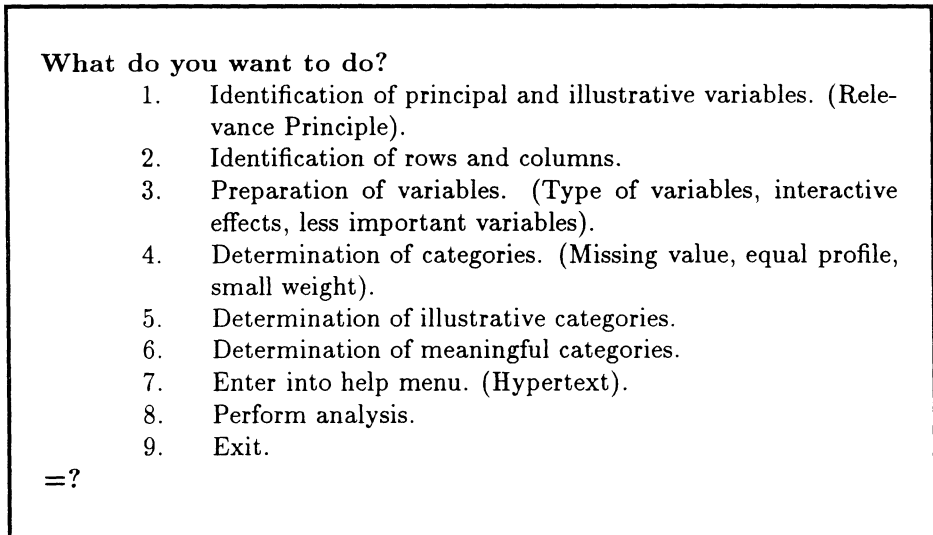 What do you want to do?
1. Identification of principal and illustrative variables. (Rele-
vance Principle).
2. Identification of rows and columns.
3. Preparation of variables. (Type of variables, interactive
effects, less important variables).
4. Determination of categories. (Missing value, equal profile,
small weight).
5. Determination of illustrative categories.
6. Determination of meaningful categories.
7. Enter into help menu. (Hypertext).
8. Perform analysis.
9. Exit.
=?